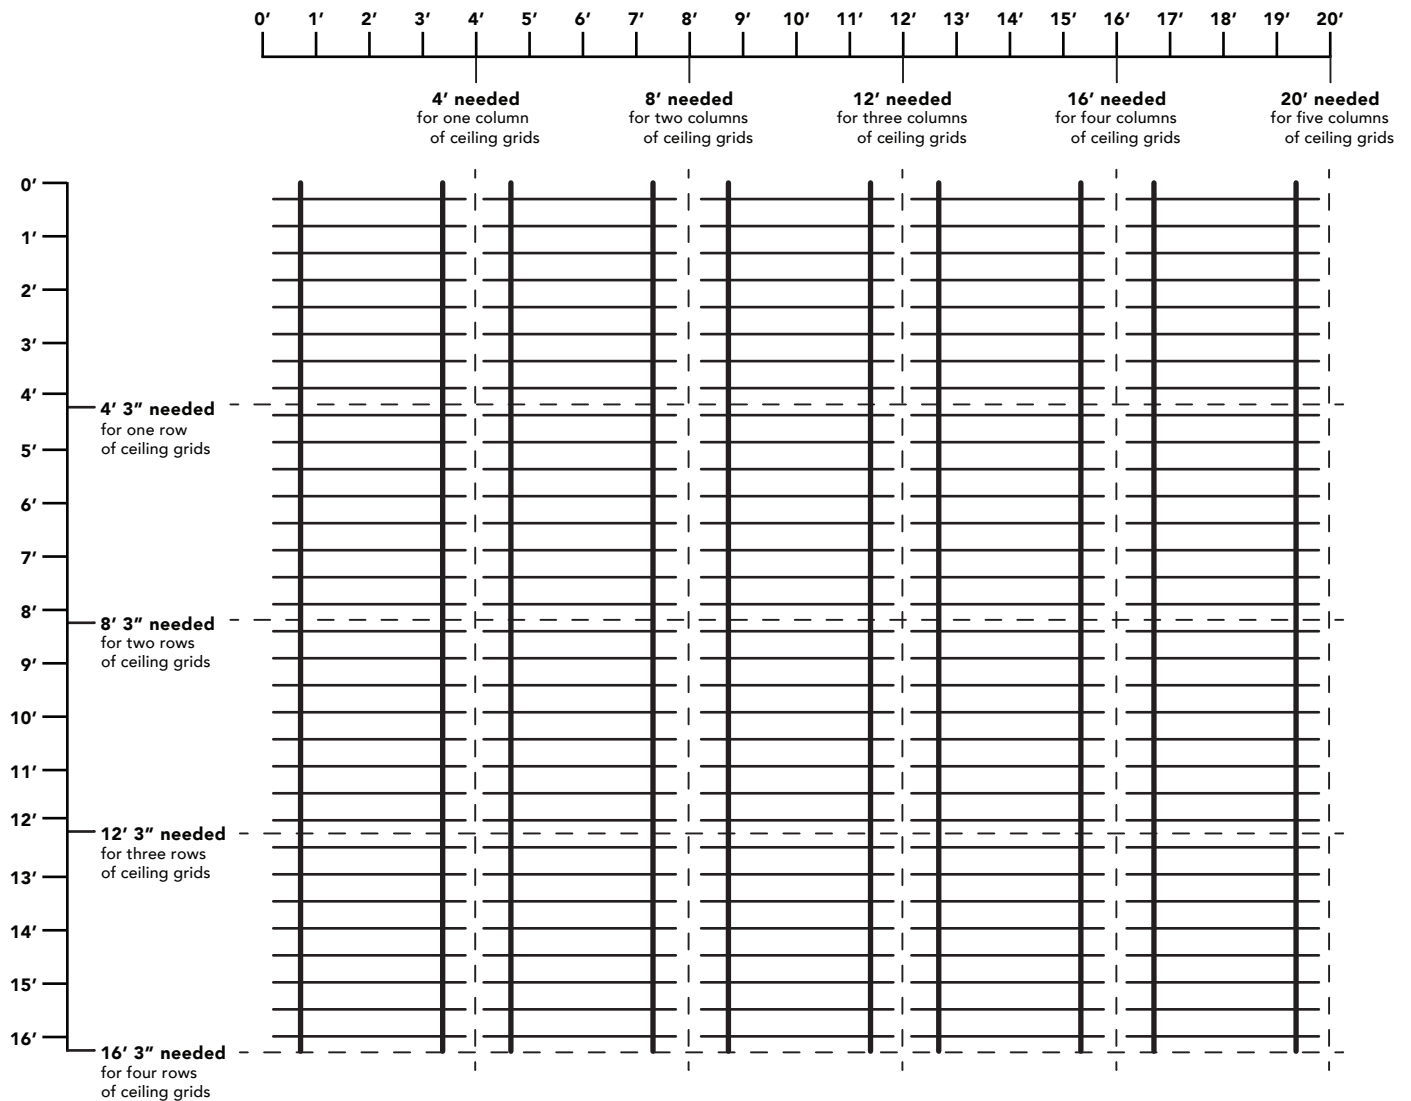 0’ 1’ 2’ 3’ 4’ 5’ 6’ 7’ 8’ 9’ 10’ 11’ 12’ 13’ 14’ 15’ 16’ 17’ 18’ 19’ 20’
4’ needed
for one column
of ceiling grids
8’ needed
for two columns
of ceiling grids
12’ needed
for three columns
of ceiling grids
16’ needed
for four columns
of ceiling grids
20’ needed
for five columns
of ceiling grids
0’
1’
2’
3’
4’
4’ 3” needed
for one row
of ceiling grids
5’
6’
7’
8’
8’ 3” needed
for two rows
of ceiling grids
9’
10’
11’
12’
12’ 3” needed
for three rows
of ceiling grids
13’
14’
15’
16’
16’ 3” needed
for four rows
of ceiling grids